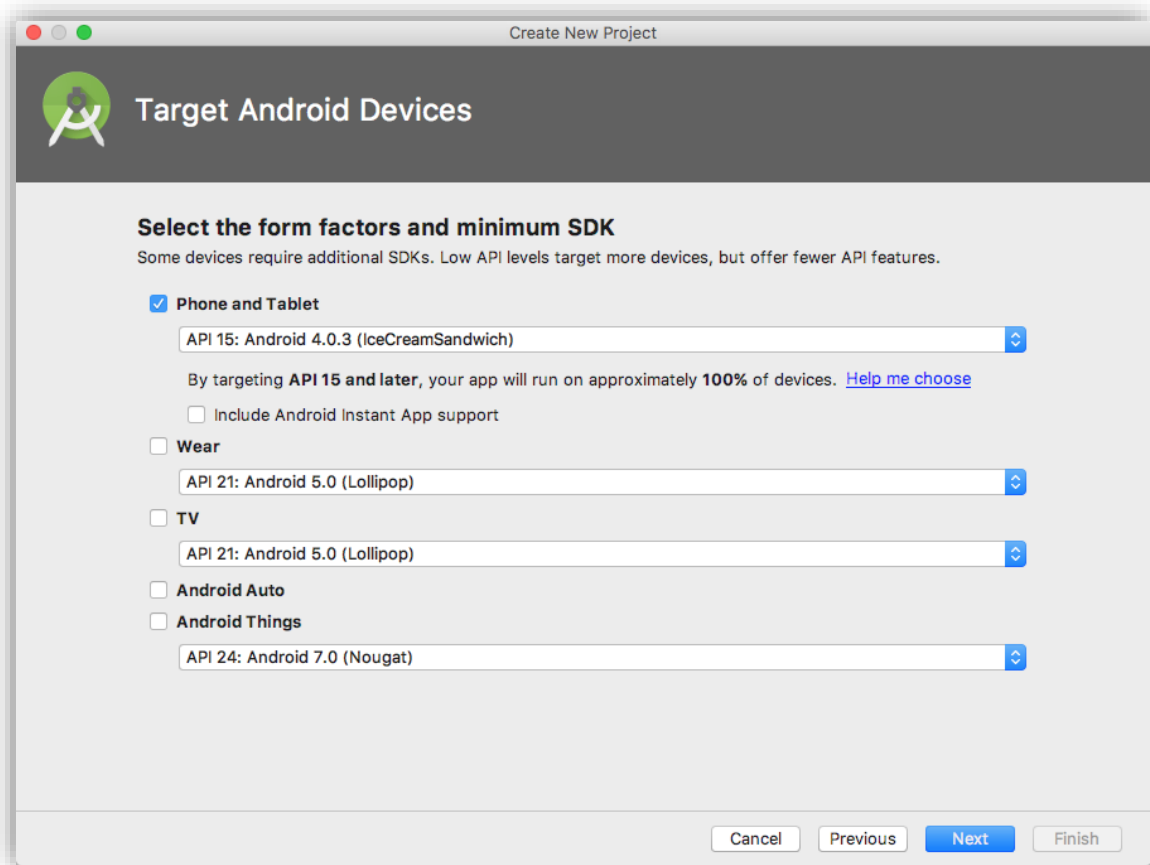 Create New Project
Target Android Devices
Select the form factors and minimum SDK
Some devices require additional SDKs. Low API levels target more devices, but offer fewer API features.
Phone and Tablet
API 15: Android 4.0.3 (IceCreamSandwich)
By targeting API 15 and later, your app will run on approximately 100% of devices. Help me choose
Include Android Instant App support
Wear
API 21: Android 5.0 (Lollipop)
TV
API 21: Android 5.0 (Lollipop)
Android Auto
Android Things
API 24: Android 7.0 (Nougat)
Cancel Previous Next Finish